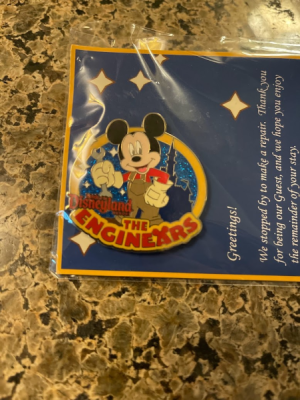 Disneyland
THE
ENGINEARS
Greetings!
We stopped by to make a repair. Thank you
for being our Guest, and we hope you enjoy
the remainder of your stay.